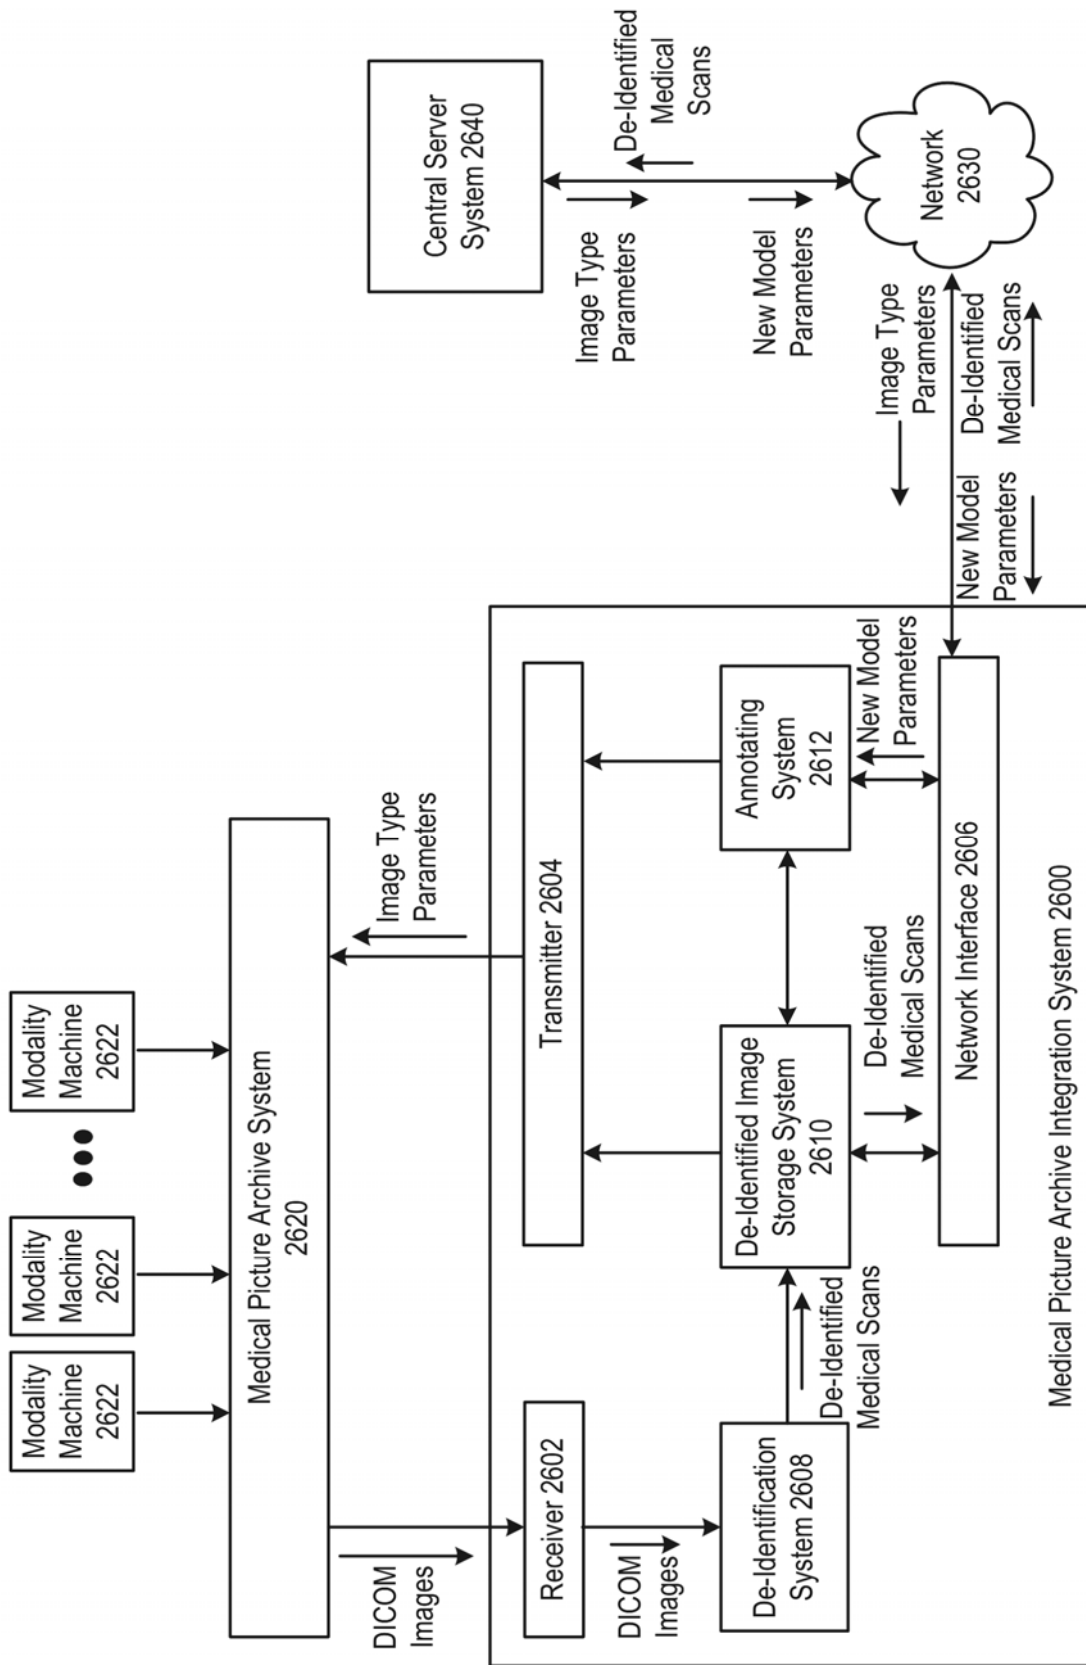 Modality
Machine
2622
Modality
Machine
2622
Modality
Machine
2622
Medical Picture Archive System
2620
DICOM
Images
Image Type
Parameters
Receiver 2602
Transmitter 2604
DICOM
Images
De-Identification
System 2608
De-Identified
Medical Scans
De-Identified Image
Storage System
2610
Annotating
System
2612
De-Identified
Medical Scans
New Model
Parameters
Network Interface 2606
Medical Picture Archive Integration System 2600
Image Type
Parameters
New Model
Parameters
De-Identified
Medical Scans
Network
2630
Central Server
System 2640
Image Type
Parameters
New Model
Parameters
De-Identified
Medical
Scans